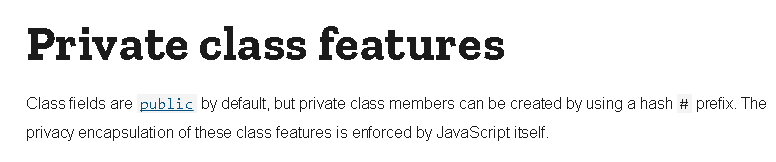 Private class features
Class fields are public by default, but private class members can be created by using a hash # prefix. The
privacy encapsulation of these class features is enforced by JavaScript itself.